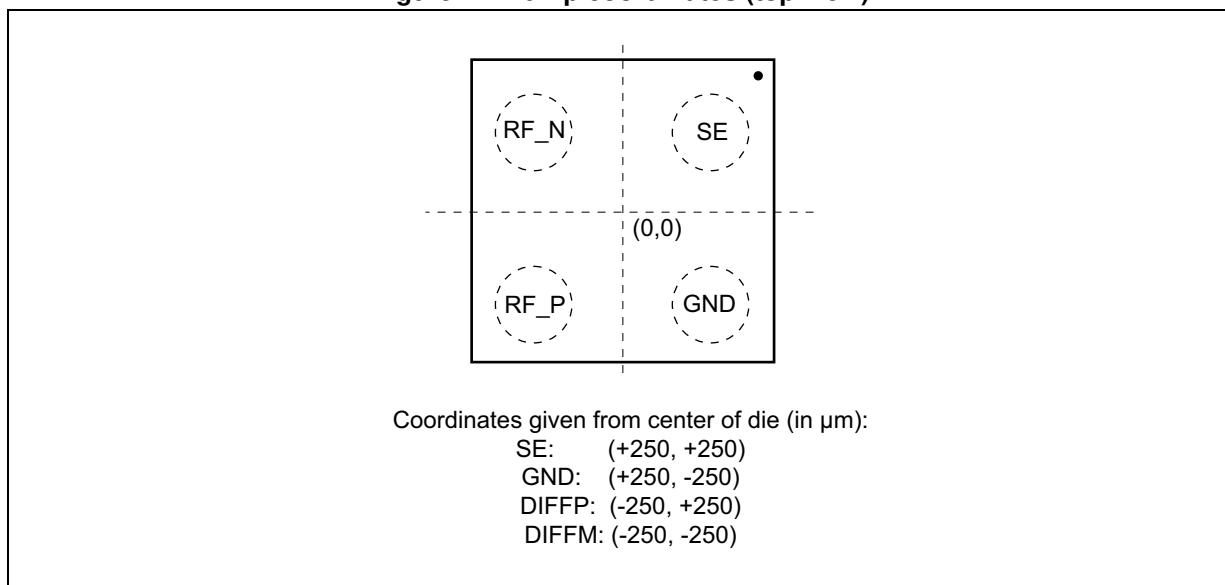 RF_N SE
(0,0)
RF_P GND
Coordinates given from center of die (in µm):
SE: (+250, +250)
GND: (+250, -250)
DIFFP: (-250, +250)
DIFFM: (-250, -250)